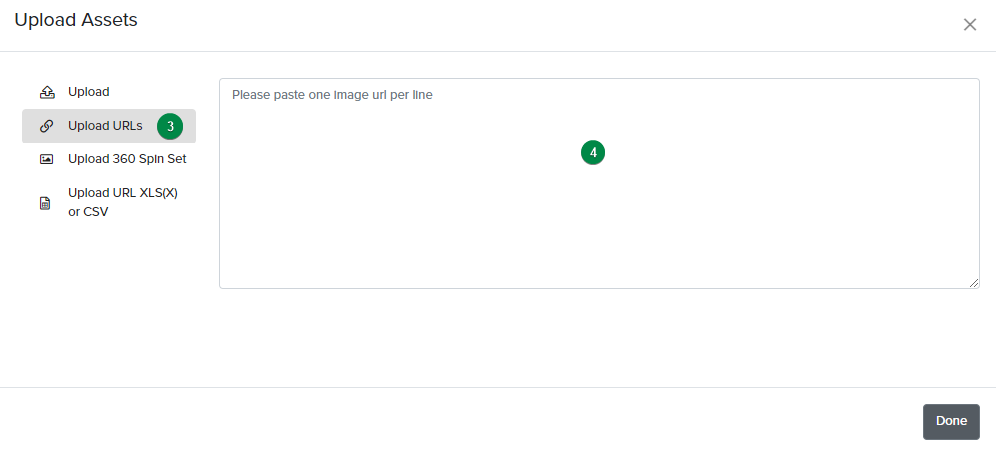 Upload Assets
Upload
Upload URLs 3
Upload 360 Spin Set
Upload URL XLS(X)
or CSV
Please paste one image url per line
4
Done